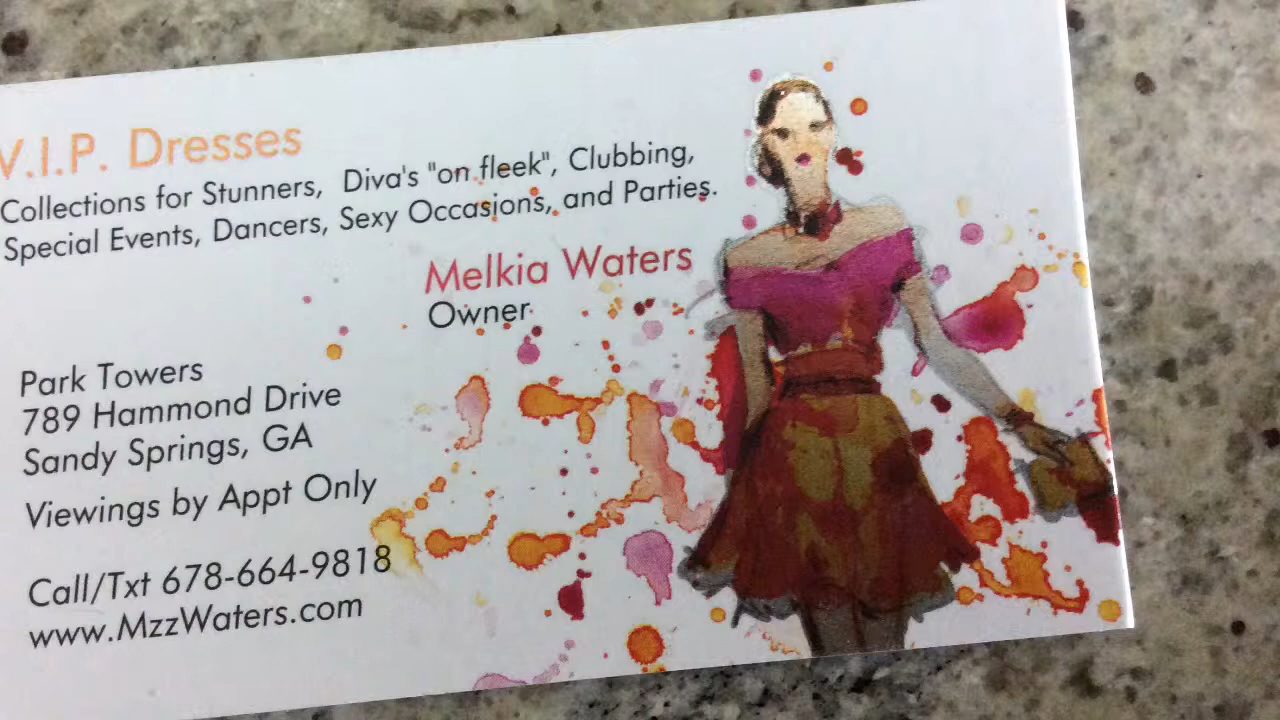 V.I.P. Dresses
Collections for Stunners, Diva's "on fleek", Clubbing,
Special Events, Dancers, Sexy Occasions, and Parties.
Melkia Waters
Owner
Park Towers
789 Hammond Drive
Sandy Springs, GA
Viewings by Appt Only
Call/Txt 678-664-9818
www.MzzWaters.com